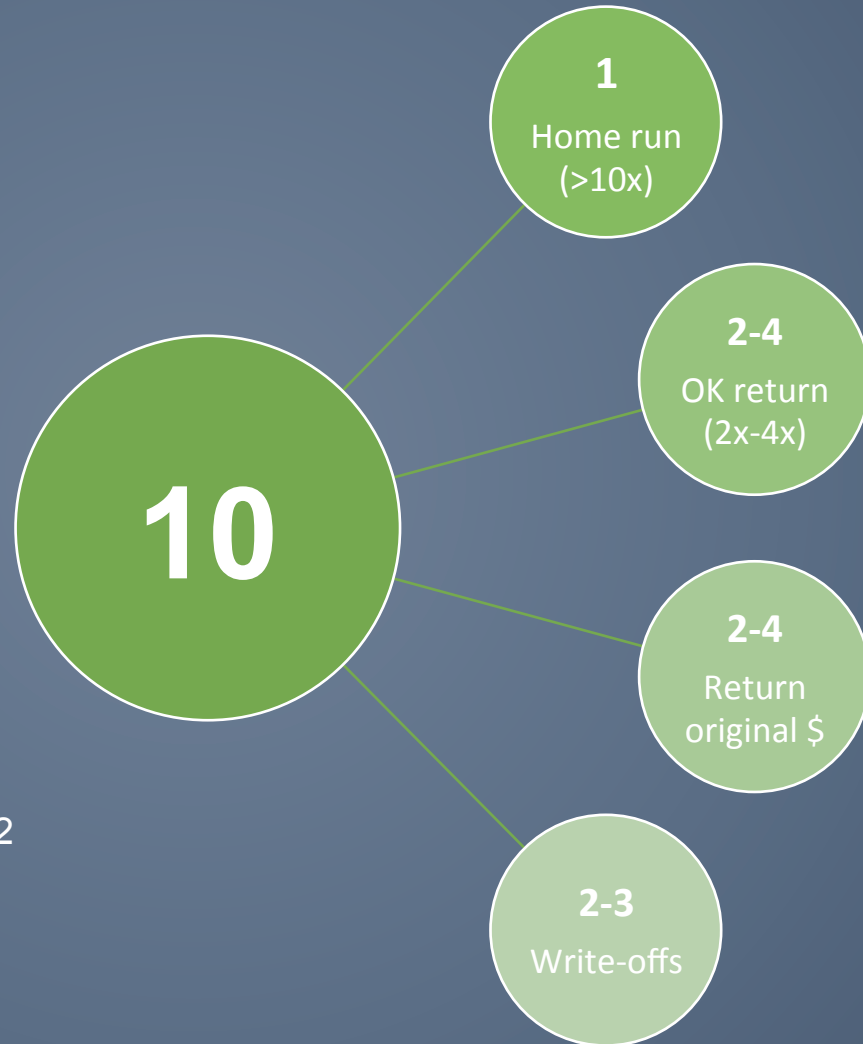 1
Home run
(>10x)
2-4
OK return
(2x-4x)
10
2-4
Return
original $
2
2-3
Write-offs